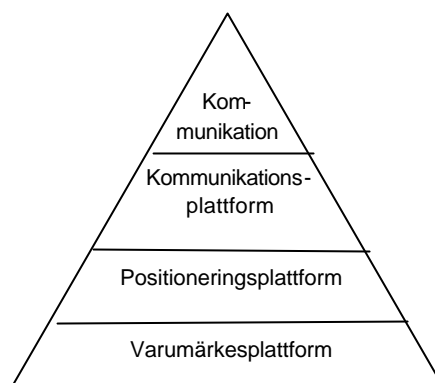 Kom-
munikation
Kommunikations-
plattform
Positioneringsplattform
Varumärkesplattform